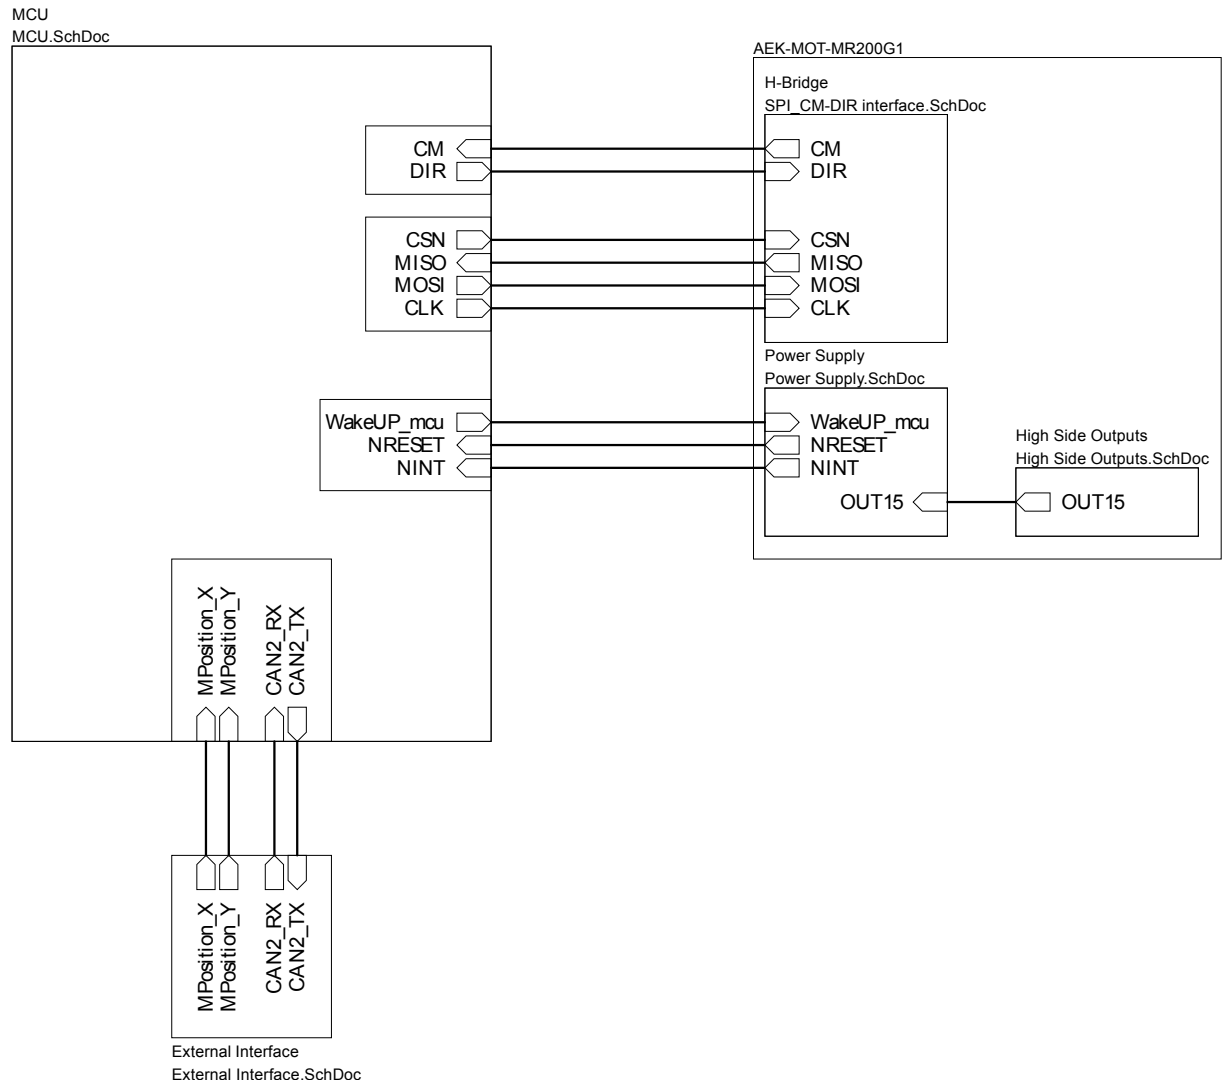 MCU
MCU.SchDoc
CM
DIR
CSN
MISO
MOSI
CLK
WakeUP_mcu
NRESET
NINT
MPosition_X
MPosition_Y
CAN2_RX
CAN2_TX
AEK-MOT-MR200G1
H-Bridge
SPI_CM-DIR interface.SchDoc
CM
DIR
CSN
MISO
MOSI
CLK
Power Supply
Power Supply.SchDoc
WakeUP_mcu
NRESET
NINT
OUT15
High Side Outputs
High Side Outputs.SchDoc
OUT15
MPosition_X
MPosition_Y
CAN2_RX
CAN2_TX
External Interface
External Interface.SchDoc